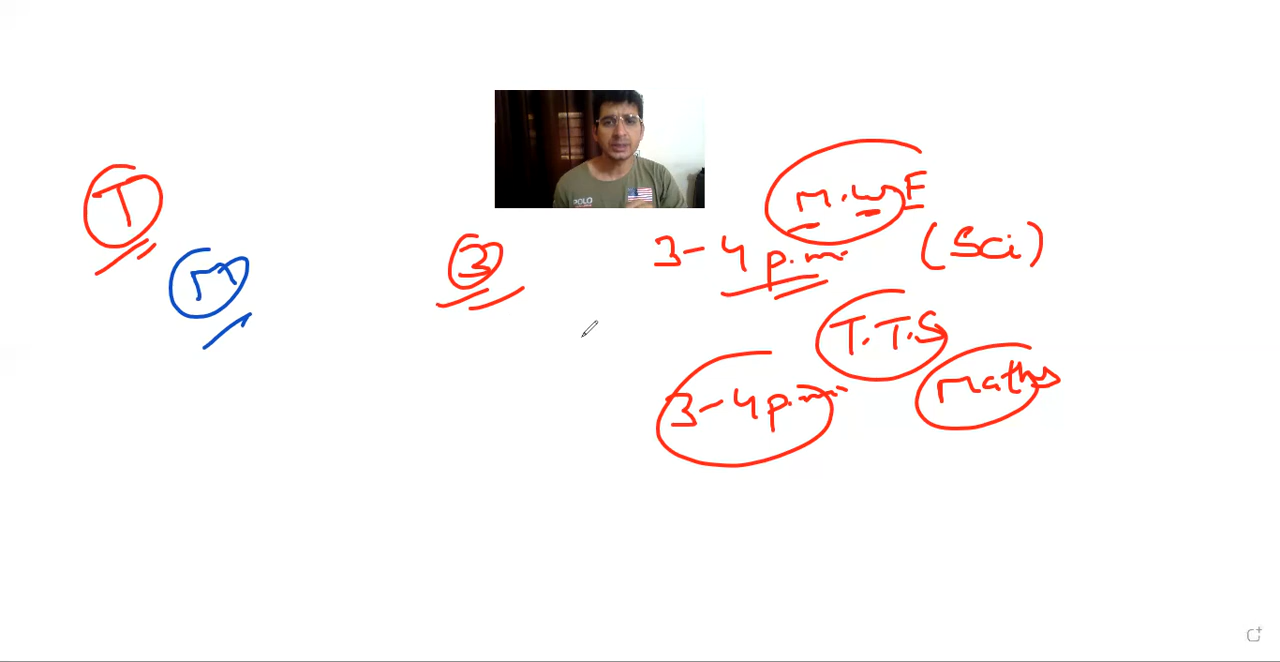 T
M
3
M.W F
3-4 p.m. (Sci)
T.T.S
3-4 p.m. Maths
POLO